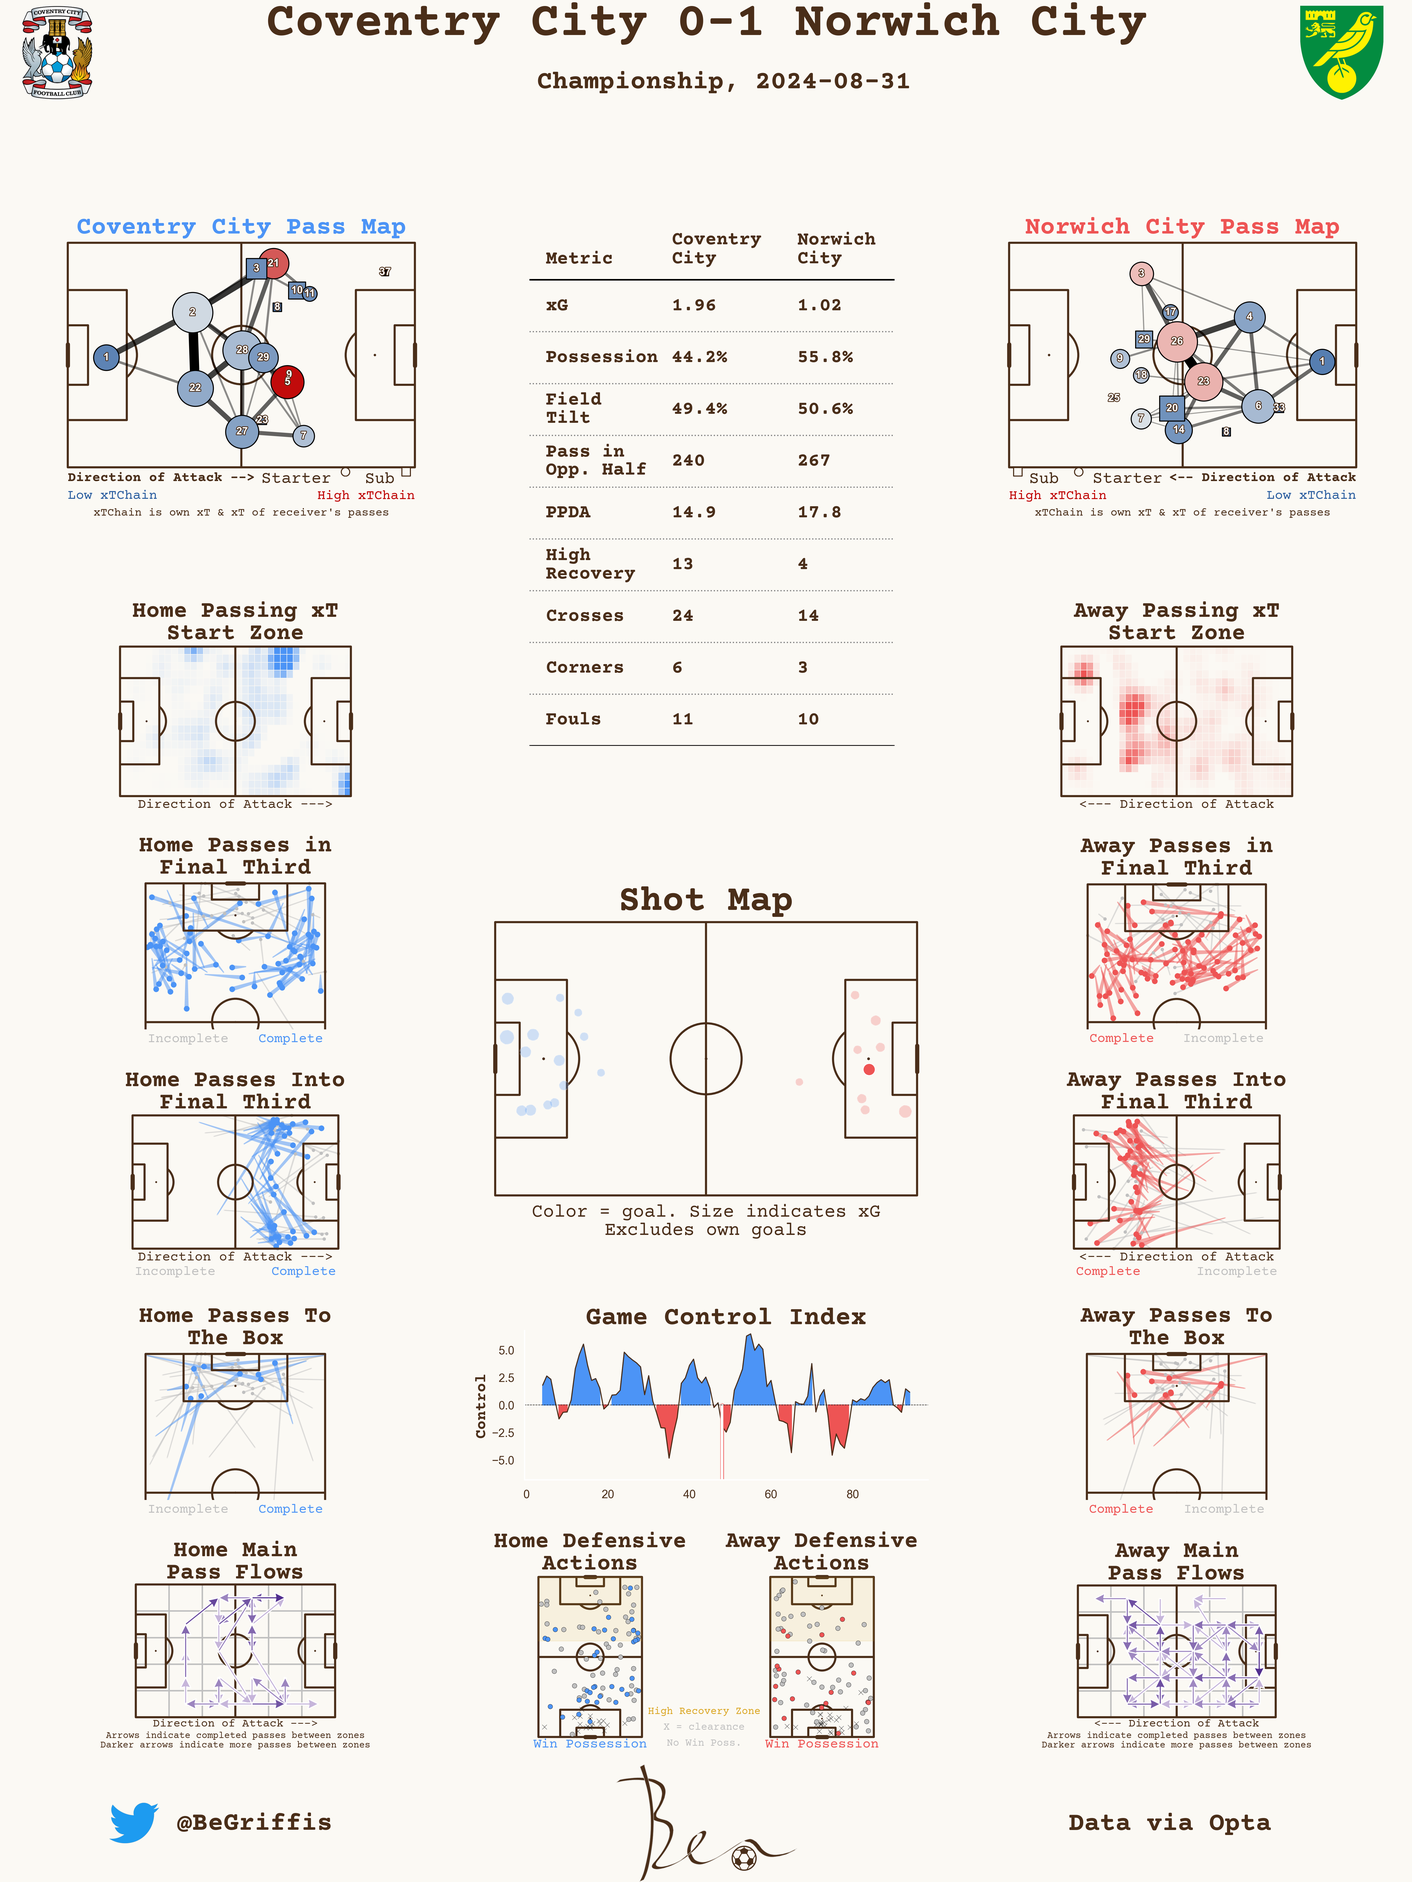 COVENTRY CITY
FOOTBALL CLUB
Coventry City 0-1 Norwich City
Championship, 2024-08-31
Coventry City Pass Map
3
21
37
10
11
8
2
1
28
29
9
5
22
23
27
7
Direction of Attack -->
Starter
Sub
Low xTChain
High xTChain
xTChain is own xT & xT of receiver's passes
Metric
Coventry City
Norwich City
xG 1.96 1.02
Possession 44.2% 55.8%
Field Tilt 49.4% 50.6%
Pass in Opp. Half 240 267
PPDA 14.9 17.8
High Recovery 13 4
Crosses 24 14
Corners 6 3
Fouls 11 10
Norwich City Pass Map
3
17
4
29
26
9
1
18
23
25
20
6
33
7
14
8
Sub
Starter
<-- Direction of Attack
High xTChain
Low xTChain
xTChain is own xT & xT of receiver's passes
Home Passing xT
Start Zone
Direction of Attack --->
Away Passing xT
Start Zone
<--- Direction of Attack
Home Passes in
Final Third
Incomplete
Complete
Away Passes in
Final Third
Complete
Incomplete
Shot Map
Color = goal. Size indicates xG
Excludes own goals
Home Passes Into
Final Third
Direction of Attack --->
Incomplete
Complete
Away Passes Into
Final Third
<--- Direction of Attack
Complete
Incomplete
Home Passes To
The Box
Incomplete
Complete
Game Control Index
Control
5.0
2.5
0.0
−2.5
−5.0
0 20 40 60 80
Away Passes To
The Box
Complete
Incomplete
Home Main
Pass Flows
Direction of Attack --->
Arrows indicate completed passes between zones
Darker arrows indicate more passes between zones
Home Defensive
Actions
Win Possession
High Recovery Zone
X = clearance
No Win Poss.
Away Defensive
Actions
Win Possession
Away Main
Pass Flows
<--- Direction of Attack
Arrows indicate completed passes between zones
Darker arrows indicate more passes between zones
@BeGriffis
Ben
Data via Opta